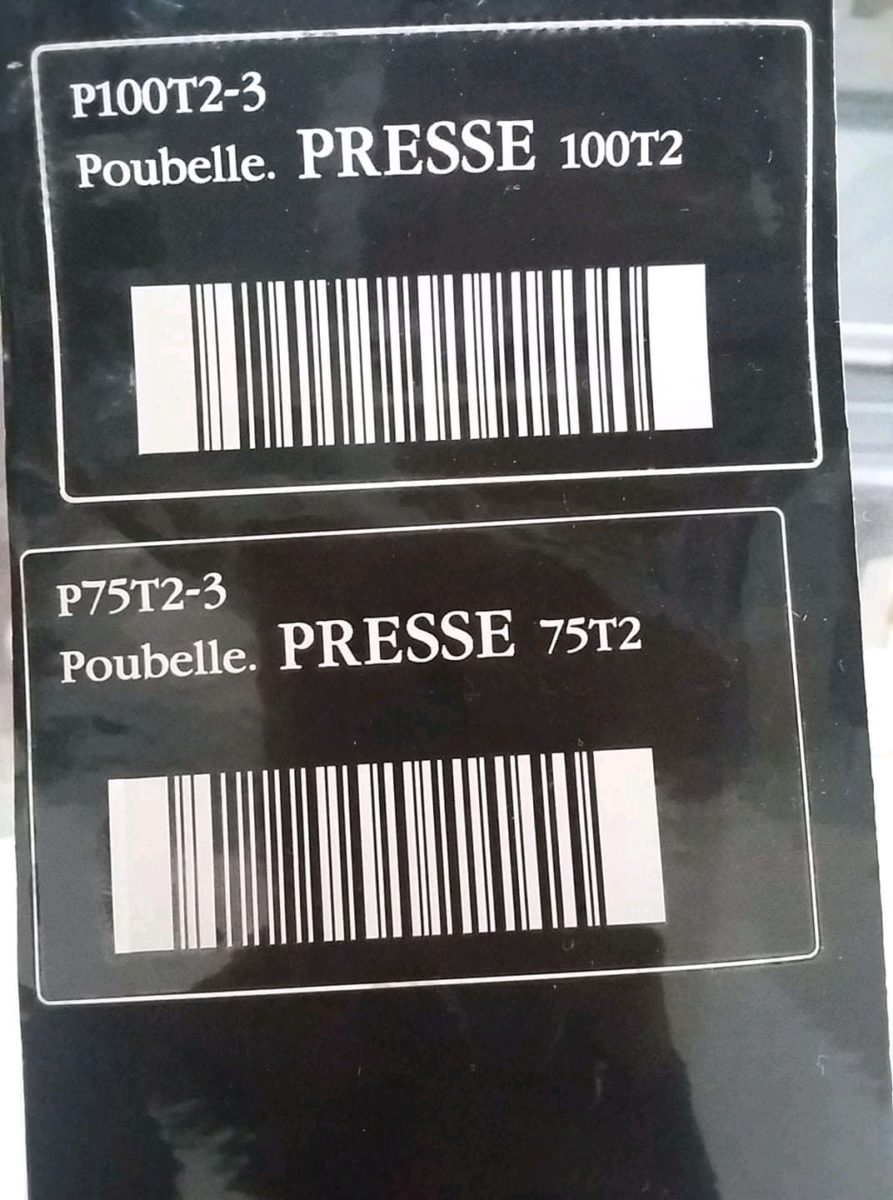 P100T2-3
Poubelle. PRESSE 100T2
P75T2-3
Poubelle. PRESSE 75T2